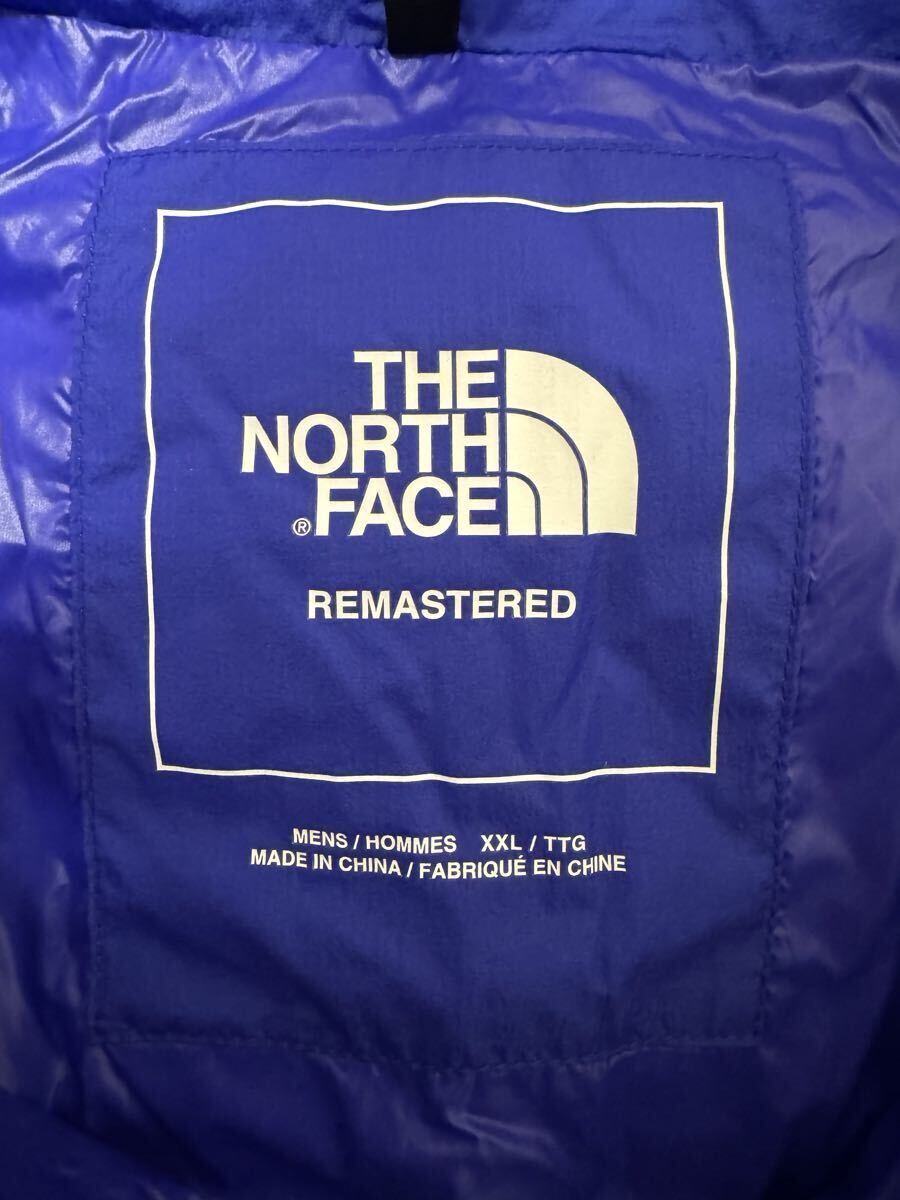 THE
NORTH
®FACE
REMASTERED
MENS / HOMMES XXL / TTG
MADE IN CHINA / FABRIQUÉ EN CHINE